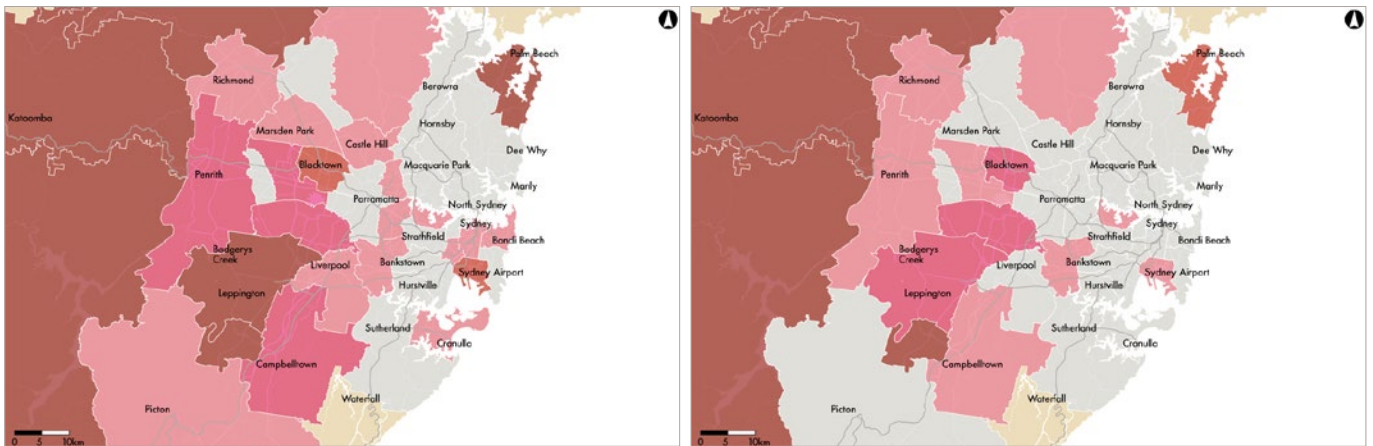 Palm Beach
Richmond
Berowra
Katoomba
Hornsby
Marsden Park
Castle Hill
Dee Why
Blacktown
Macquarie Park
Penrith
Marily
Parramatta
North Sydney
Sydney
Strathfield
Bondi Beach
Badgerys
Creek
Liverpool
Bankstown
Sydney Airport
Leppington
Hurstville
Sutherland
Cranulla
Campbelltown
Waterfall
Picton
0 5 10km
Palm Beach
Richmond
Berowra
Katoomba
Hornsby
Marsden Park
Castle Hill
Dee Why
Blacktown
Macquarie Park
Penrith
Marily
Parramatta
North Sydney
Sydney
Strathfield
Bondi Beach
Badgerys
Creek
Liverpool
Bankstown
Sydney Airport
Leppington
Hurstville
Sutherland
Cranulla
Campbelltown
Waterfall
Picton
0 5 10km